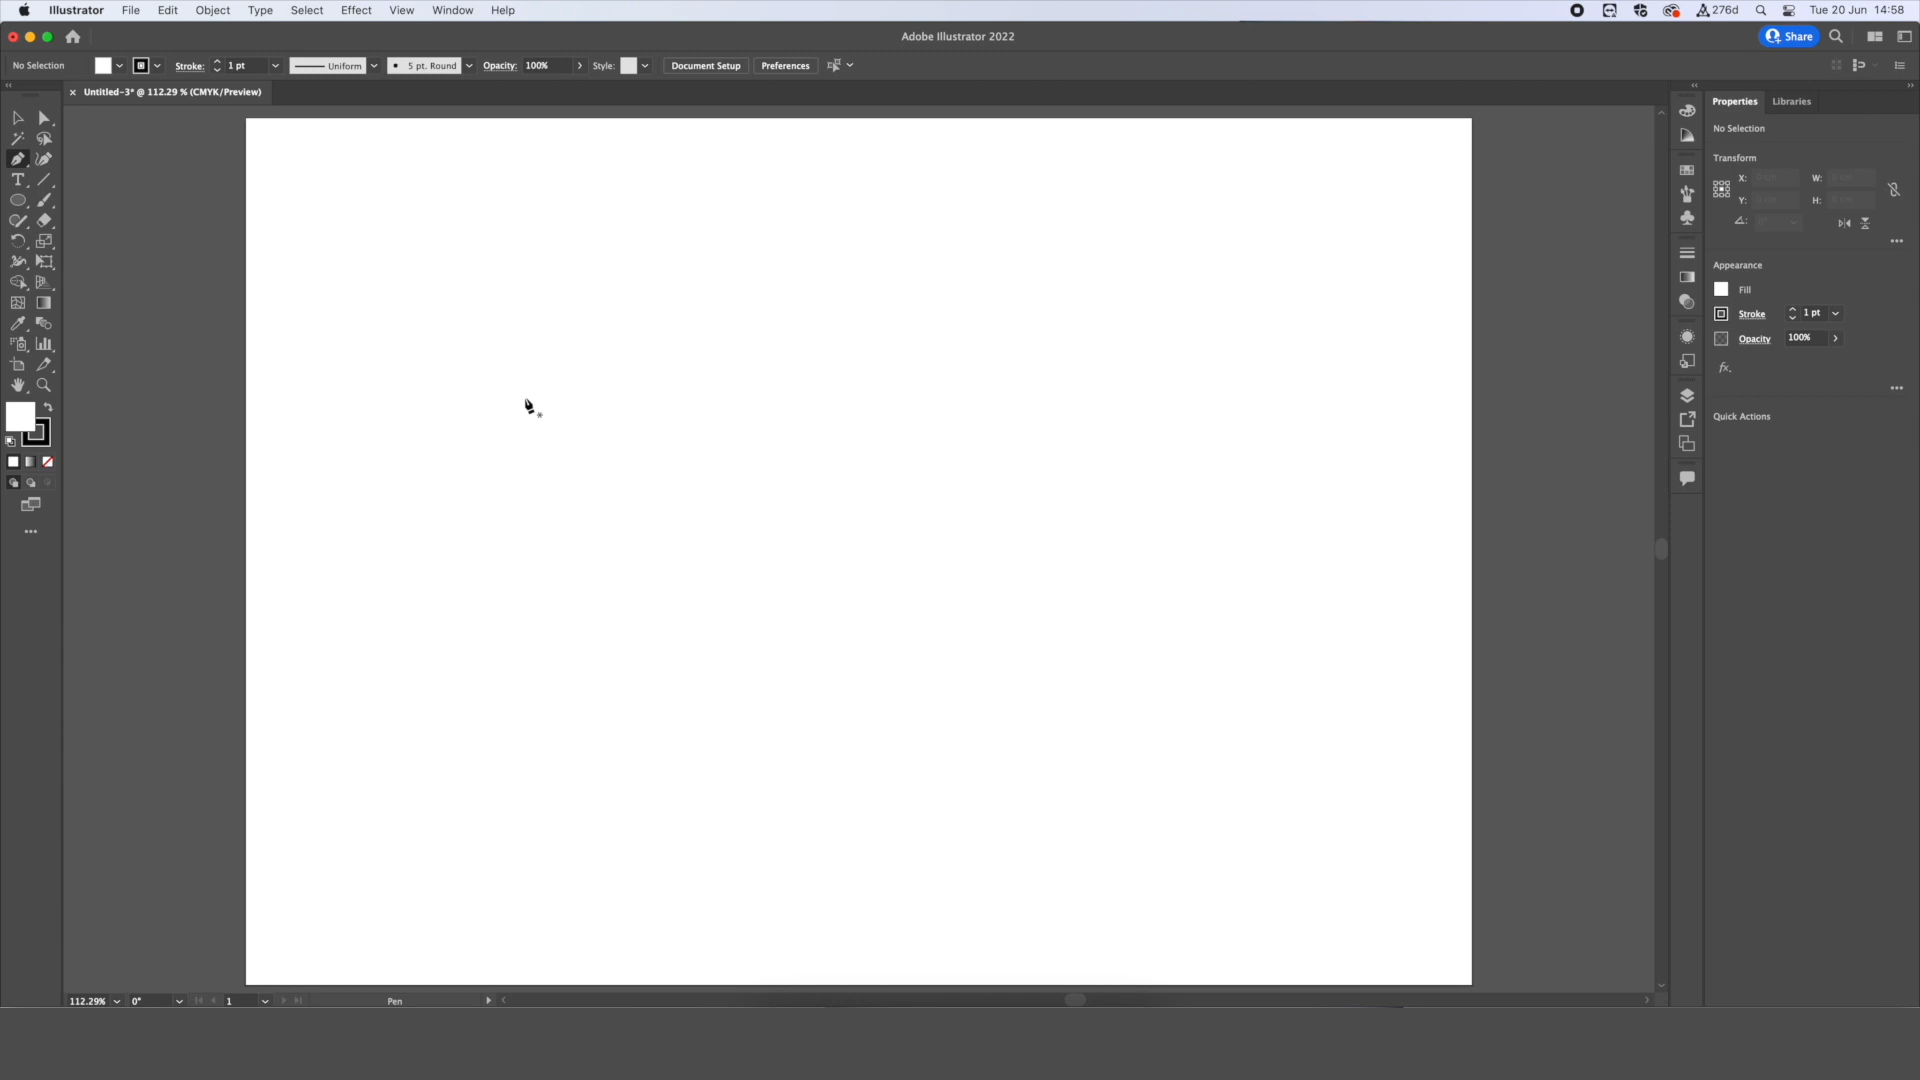 Illustrator File Edit Object Type Select Effect View Window Help 276d Tue 20 Jun 14:58
Adobe Illustrator 2022 Share
No Selection Stroke: 1 pt Uniform 5 pt. Round Opacity: 100% Style: Document Setup Preferences
Untitled-3* @ 112.29 % (CMYK/Preview)
Properties Libraries
No Selection
Transform
X: W:
Y: H:
Appearance
Fill
Stroke 1 pt
Opacity 100%
fx.
Quick Actions
112.29% 0° 1 Pen